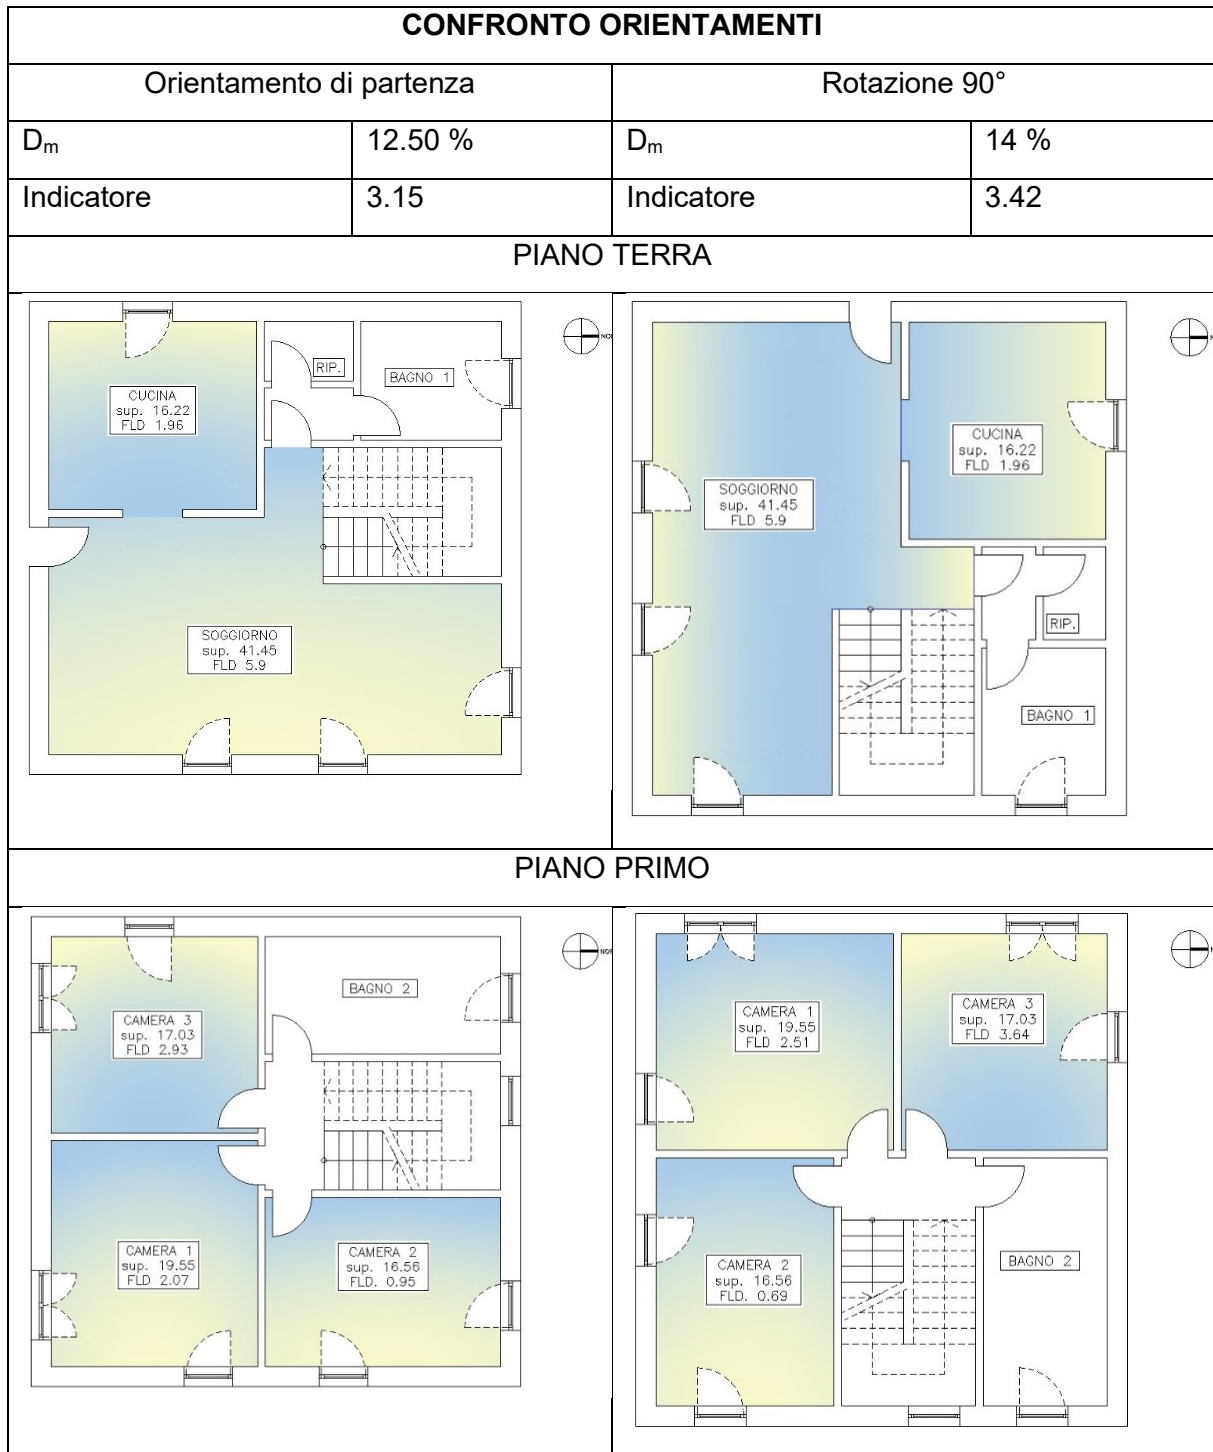 CONFRONTO ORIENTAMENTI
Orientamento di partenza
Rotazione 90°
Dm
12.50 %
Dm
14 %
Indicatore
3.15
Indicatore
3.42
PIANO TERRA
CUCINA
sup. 16.22
FLD 1.96
RIP.
BAGNO 1
SOGGIORNO
sup. 41.45
FLD 5.9
SOGGIORNO
sup. 41.45
FLD 5.9
CUCINA
sup. 16.22
FLD 1.96
RIP.
BAGNO 1
PIANO PRIMO
CAMERA 3
sup. 17.03
FLD 2.93
BAGNO 2
CAMERA 1
sup. 19.55
FLD 2.07
CAMERA 2
sup. 16.56
FLD. 0.95
CAMERA 1
sup. 19.55
FLD 2.51
CAMERA 3
sup. 17.03
FLD 3.64
CAMERA 2
sup. 16.56
FLD. 0.69
BAGNO 2